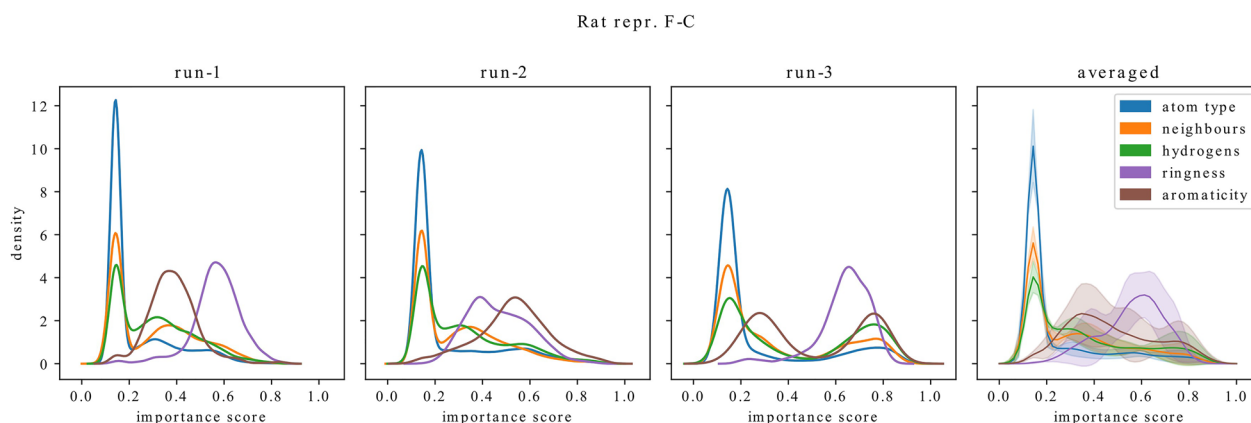 Rat repr. F-C
run-1
run-2
run-3
averaged
density
12
10
8
6
4
2
0
0.0 0.2 0.4 0.6 0.8 1.0
importance score
0.0 0.2 0.4 0.6 0.8 1.0
importance score
0.0 0.2 0.4 0.6 0.8 1.0
importance score
0.0 0.2 0.4 0.6 0.8 1.0
importance score
atom type
neighbours
hydrogens
ringness
aromaticity